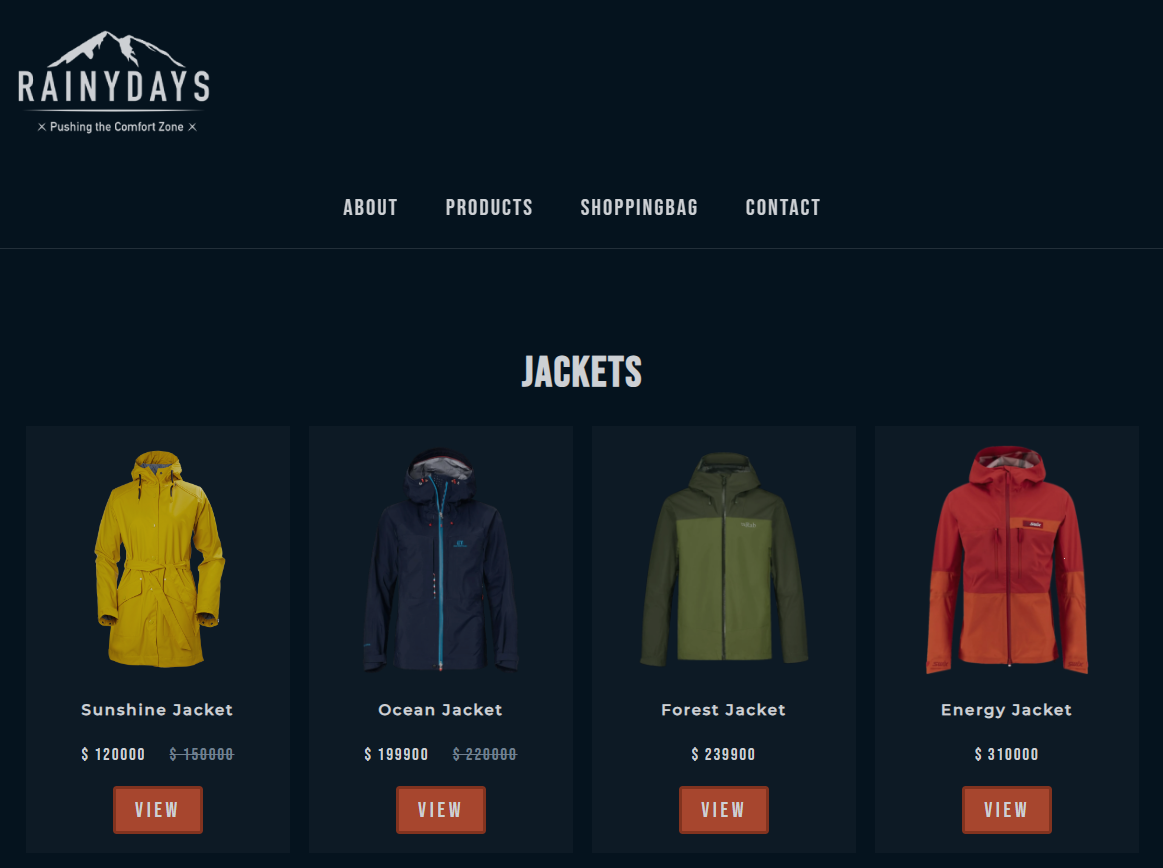 RAINYDAYS
× Pushing the Comfort Zone ×
ABOUT PRODUCTS SHOPPINGBAG CONTACT
JACKETS
Sunshine Jacket
$ 120000 $ 150000
VIEW
Ocean Jacket
$ 199900 $ 220000
VIEW
Forest Jacket
$ 239900
VIEW
Energy Jacket
$ 310000
VIEW